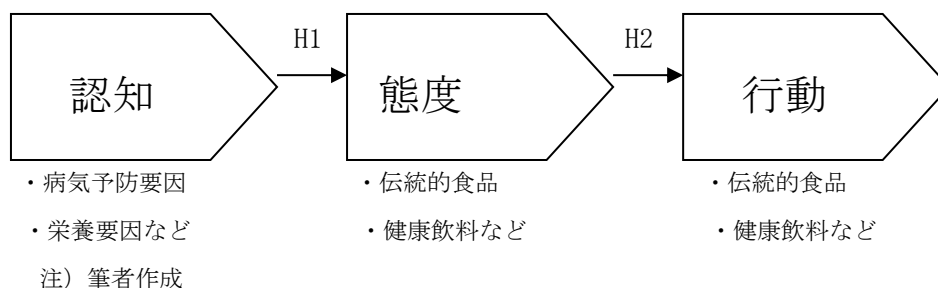 H1
H2
認知
態度
行動
・病気予防要因
・栄養要因など
・伝統的食品
・健康飲料など
・伝統的食品
・健康飲料など
注）筆者作成